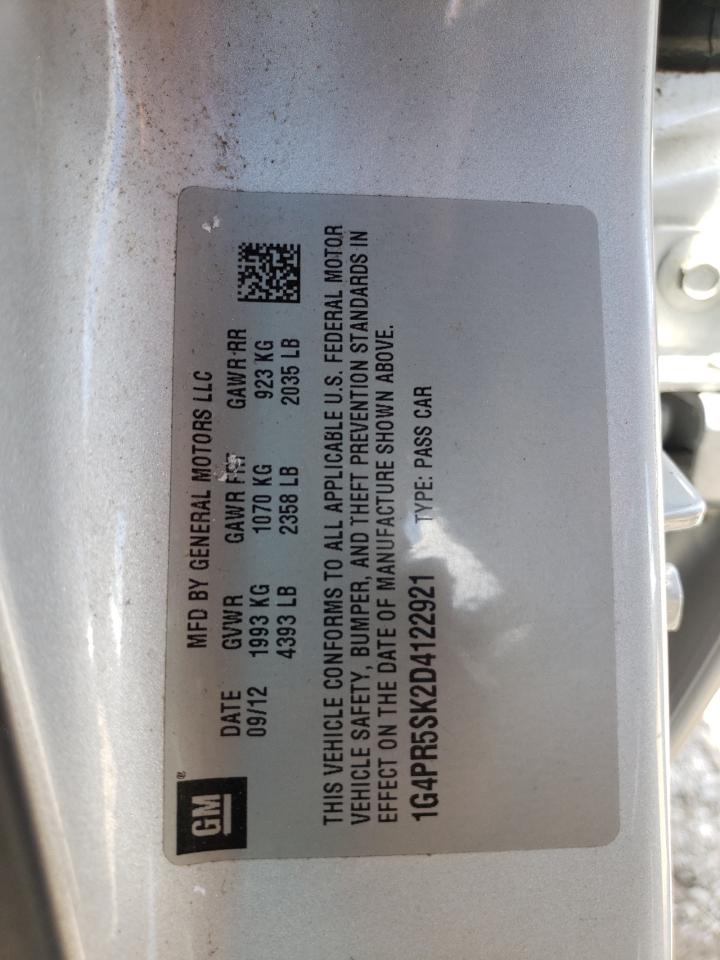 GM®
MFD BY GENERAL MOTORS LLC
DATE GVWR GAWR FRT GAWR RR
09/12 1993 KG 1070 KG 923 KG
4393 LB 2358 LB 2035 LB
THIS VEHICLE CONFORMS TO ALL APPLICABLE U.S. FEDERAL MOTOR
VEHICLE SAFETY, BUMPER, AND THEFT PREVENTION STANDARDS IN
EFFECT ON THE DATE OF MANUFACTURE SHOWN ABOVE.
1G4PR5SK2D4122921 TYPE: PASS CAR